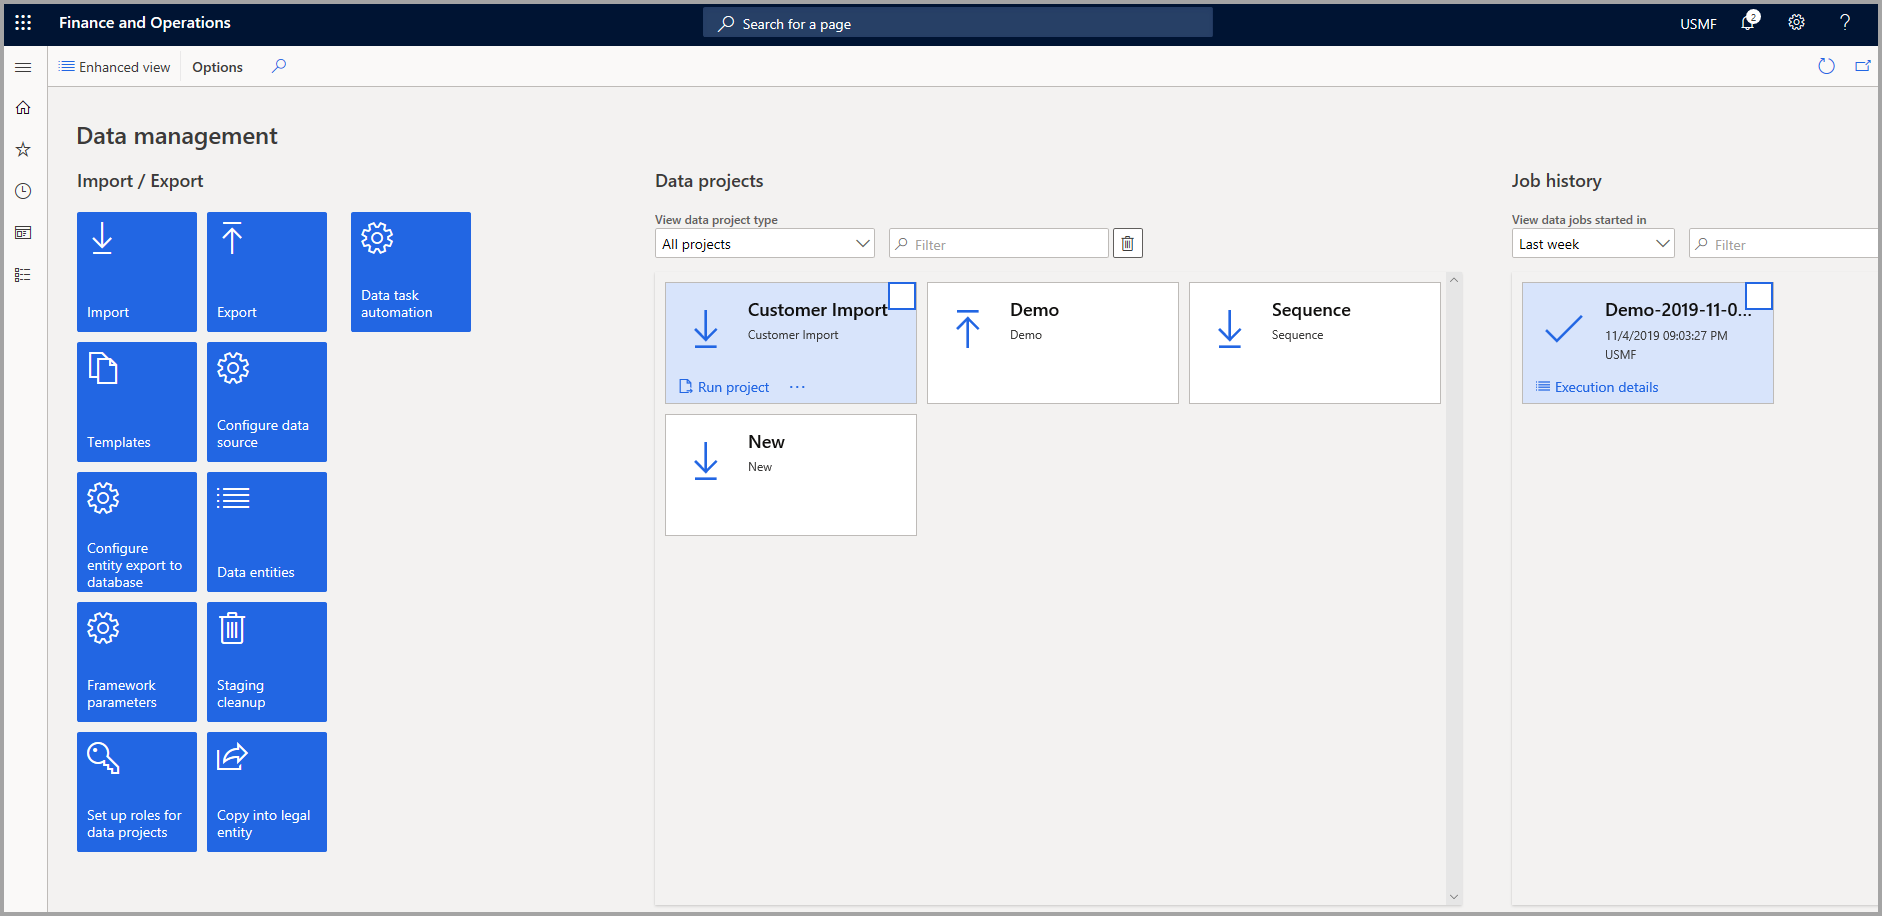 Finance and Operations
Search for a page
USMF
2
?
Enhanced view
Options
Data management
Import / Export
Import
Export
Data task
automation
Templates
Configure data
source
Configure
entity export to
database
Data entities
Framework
parameters
Staging
cleanup
Set up roles for
data projects
Copy into legal
entity
Data projects
View data project type
All projects
Filter
Customer Import
Customer Import
Run project
...
Demo
Demo
Sequence
Sequence
New
New
Job history
View data jobs started in
Last week
Filter
Demo-2019-11-0...
11/4/2019 09:03:27 PM
USMF
Execution details